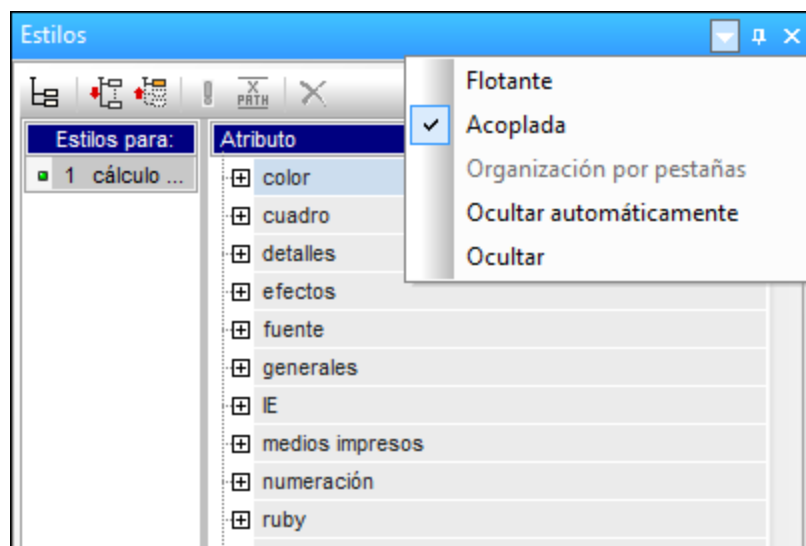 Estilos
Flotante
Acoplada
Organización por pestañas
Ocultar automáticamente
Ocultar
XPATH
Estilos para:
Atributo
1 cálculo ...
color
cuadro
detalles
efectos
fuente
generales
IE
medios impresos
numeración
ruby